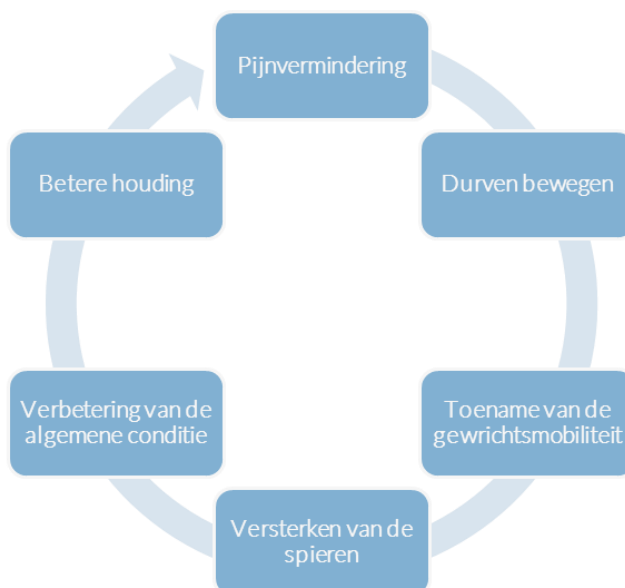 Pijnvermindering
Durven bewegen
Toename van de
gewrichtsmobiliteit
Versterken van de
spieren
Verbetering van de
algemene conditie
Betere houding